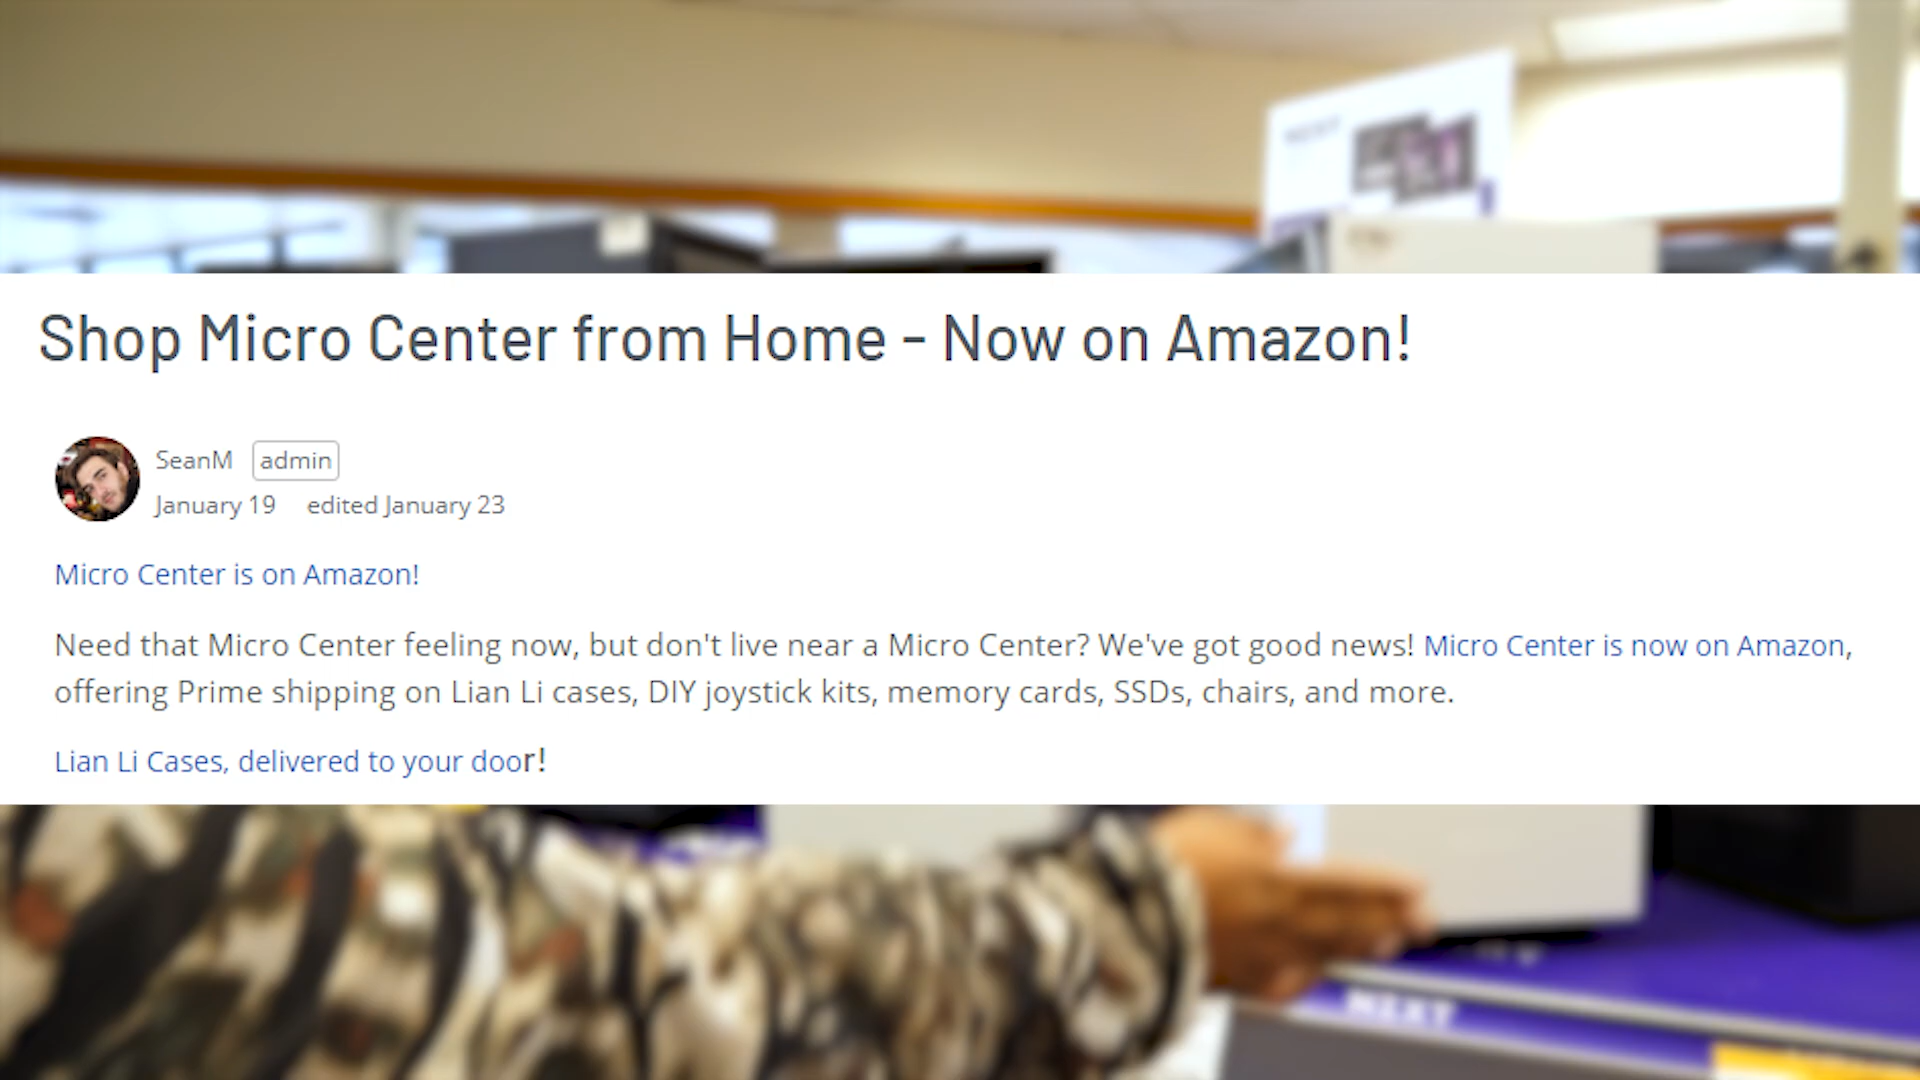 Shop Micro Center from Home - Now on Amazon!
SeanM admin
January 19 edited January 23
Micro Center is on Amazon!
Need that Micro Center feeling now, but don't live near a Micro Center? We've got good news! Micro Center is now on Amazon,
offering Prime shipping on Lian Li cases, DIY joystick kits, memory cards, SSDs, chairs, and more.
Lian Li Cases, delivered to your door!
NEXT